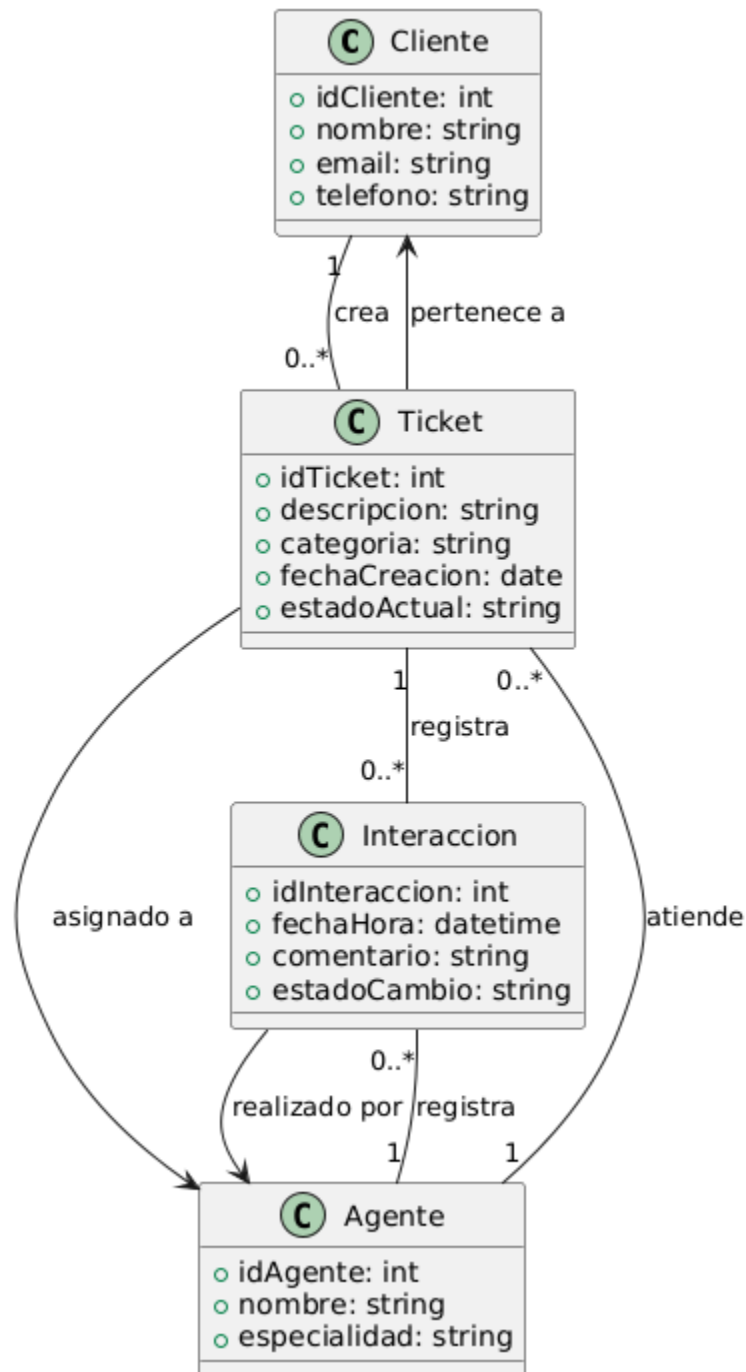 C Cliente
idCliente: int
nombre: string
email: string
telefono: string
1
crea
pertenece a
0..*
C Ticket
idTicket: int
descripcion: string
categoria: string
fechaCreacion: date
estadoActual: string
1
0..*
registra
0..*
C Interaccion
idInteraccion: int
fechaHora: datetime
comentario: string
estadoCambio: string
asignado a
atiende
0..*
realizado por
registra
1
1
C Agente
idAgente: int
nombre: string
especialidad: string